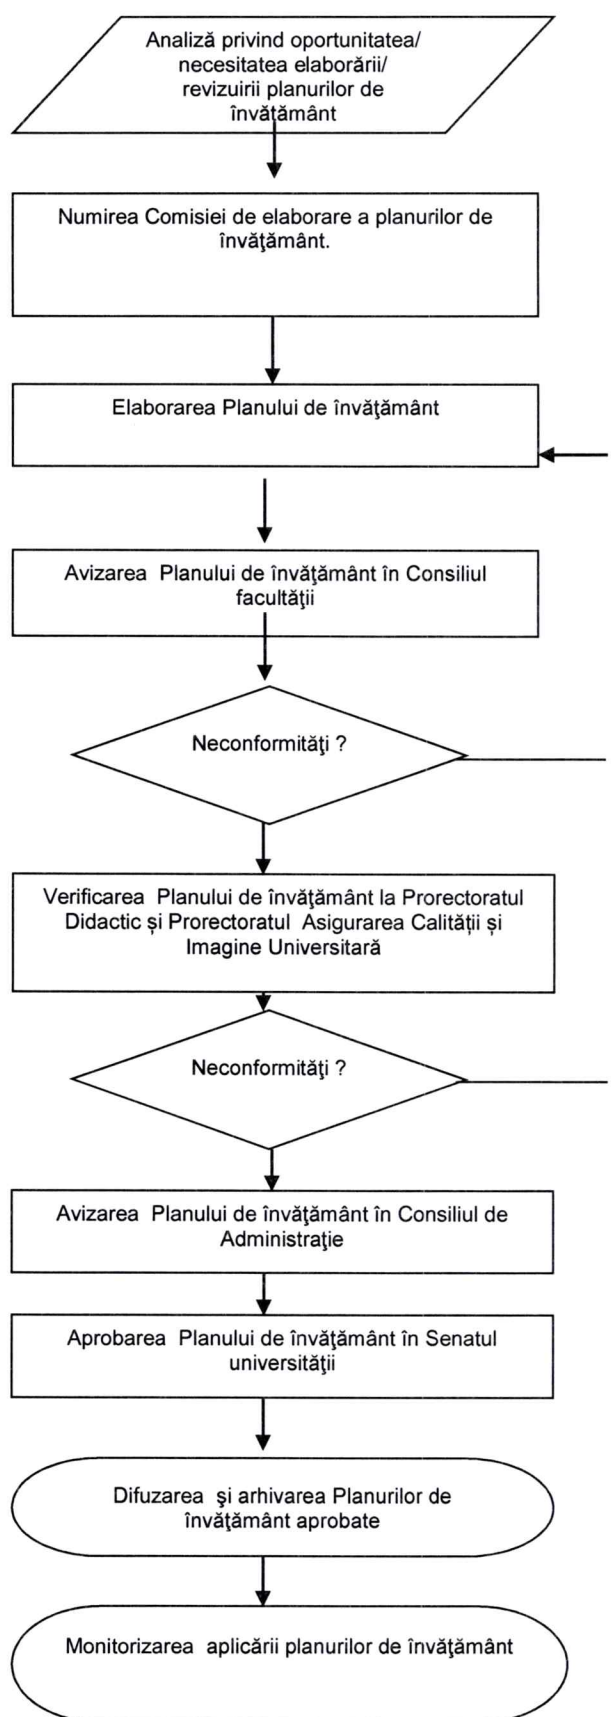 Analiză privind oportunitatea/
necesitatea elaborării/
revizuirii planurilor de
învăţământ
Numirea Comisiei de elaborare a planurilor de
învăţământ.
Elaborarea Planului de învăţământ
Avizarea Planului de învăţământ în Consiliul
facultăţii
Neconformităţi ?
Verificarea Planului de învăţământ la Prorectoratul
Didactic și Prorectoratul Asigurarea Calității și
Imagine Universitară
Neconformităţi ?
Avizarea Planului de învăţământ în Consiliul de
Administraţie
Aprobarea Planului de învăţământ în Senatul
universităţii
Difuzarea şi arhivarea Planurilor de
învăţământ aprobate
Monitorizarea aplicării planurilor de învăţământ